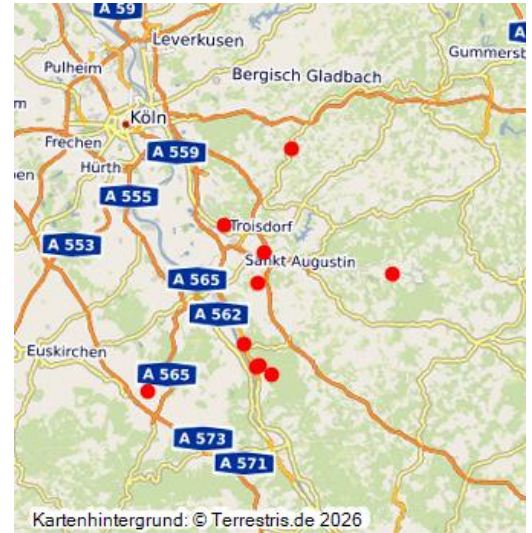 A 59
Leverkusen
A
Gummersb
Pulheim
Bergisch Gladbach
m
Köln
Frechen
A 559
Hürth
en
A 555
Troisdorf
A 553
Sankt Augustin
A 565
A 562
Euskirchen
A 565
A 573
A 571
Kartenhintergrund: © Terrestris.de 2026